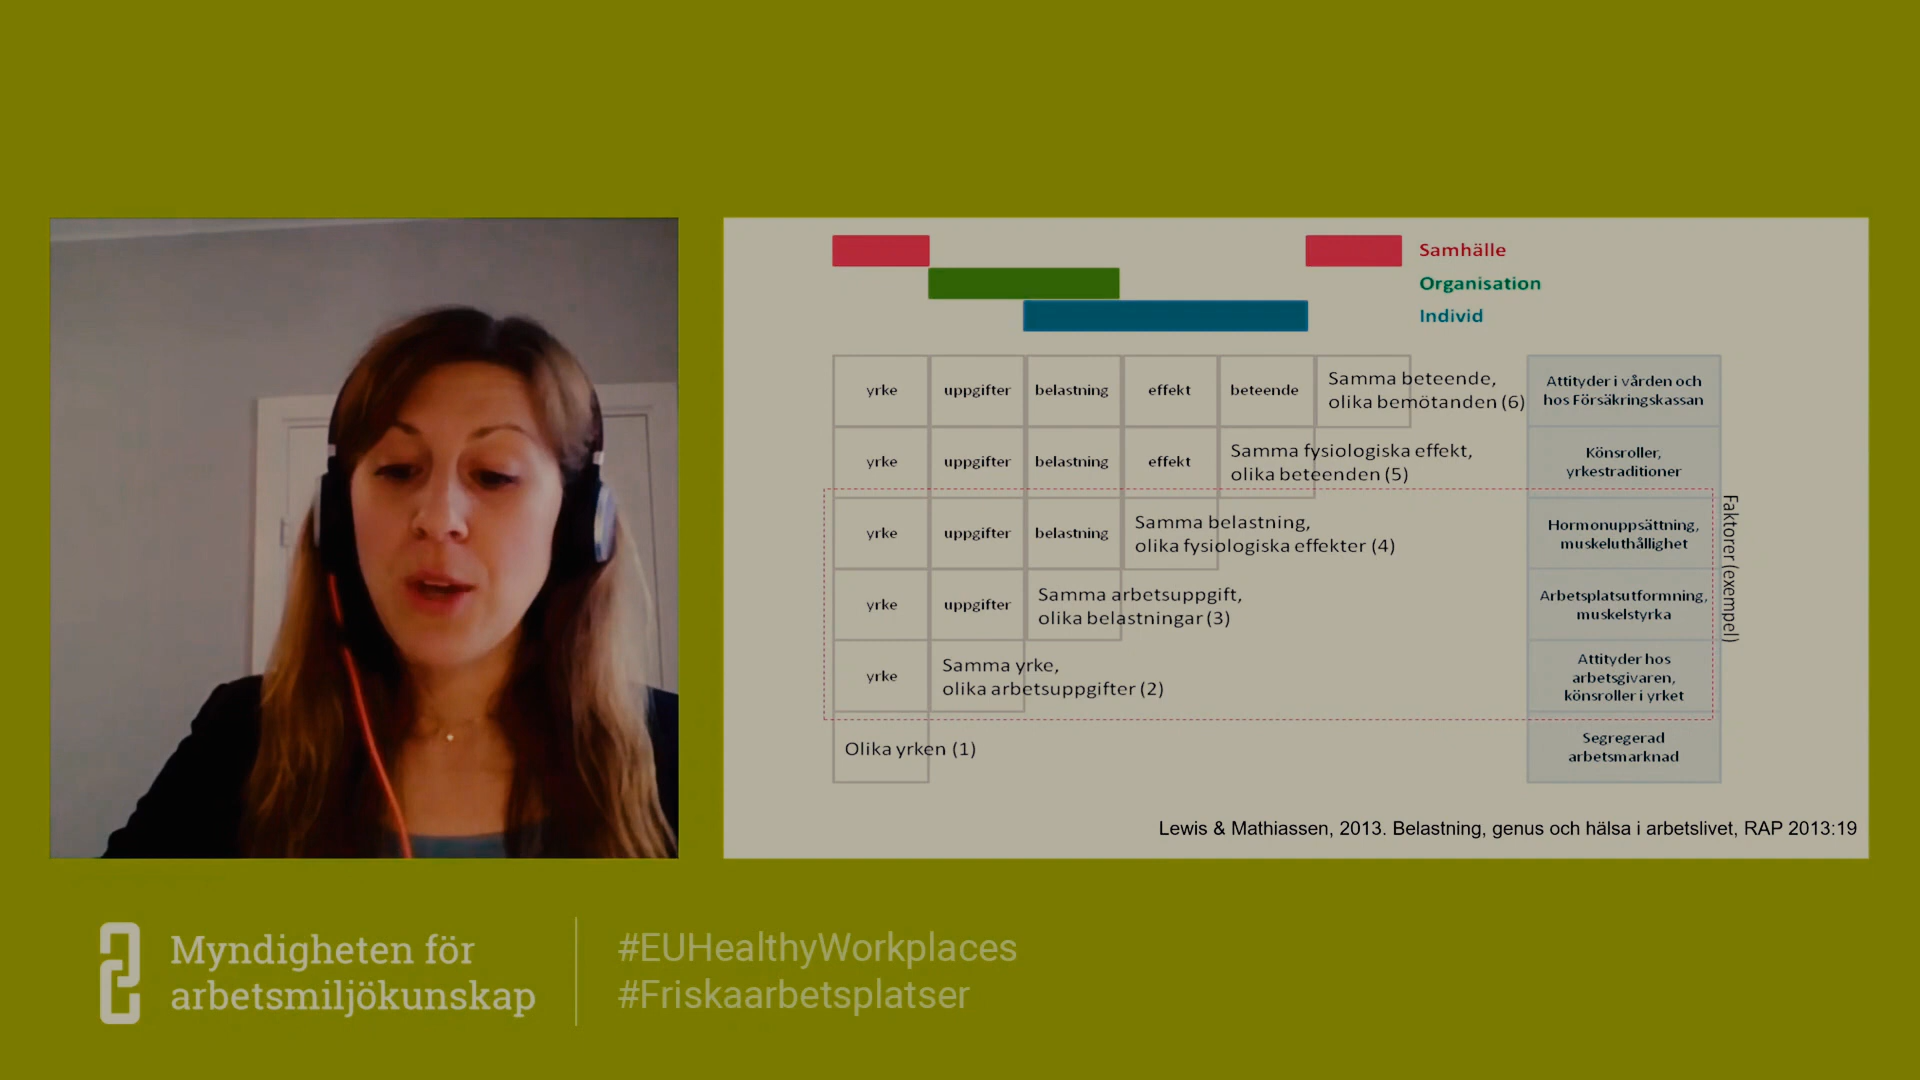 Samhälle
Organisation
Individ
yrke uppgifter belastning effekt beteende Samma beteende,
olika bemötanden (6)
Attityder i vården och
hos Försäkringskassan
yrke uppgifter belastning effekt Samma fysiologiska effekt,
olika beteenden (5)
Könsroller,
yrkestraditioner
yrke uppgifter belastning Samma belastning,
olika fysiologiska effekter (4)
Hormonuppsättning,
muskeluthållighet
yrke uppgifter Samma arbetsuppgift,
olika belastningar (3)
Arbetsplatsutformning,
muskelstyrka
yrke Samma yrke,
olika arbetsuppgifter (2)
Attityder hos
arbetsgivaren,
könsroller i yrket
Olika yrken (1)
Segregerad
arbetsmarknad
Faktorer (exempel)
Lewis & Mathiassen, 2013. Belastning, genus och hälsa i arbetslivet, RAP 2013:19
Myndigheten för
arbetsmiljökunskap
#EUHealthyWorkplaces
#Friskaarbetsplatser